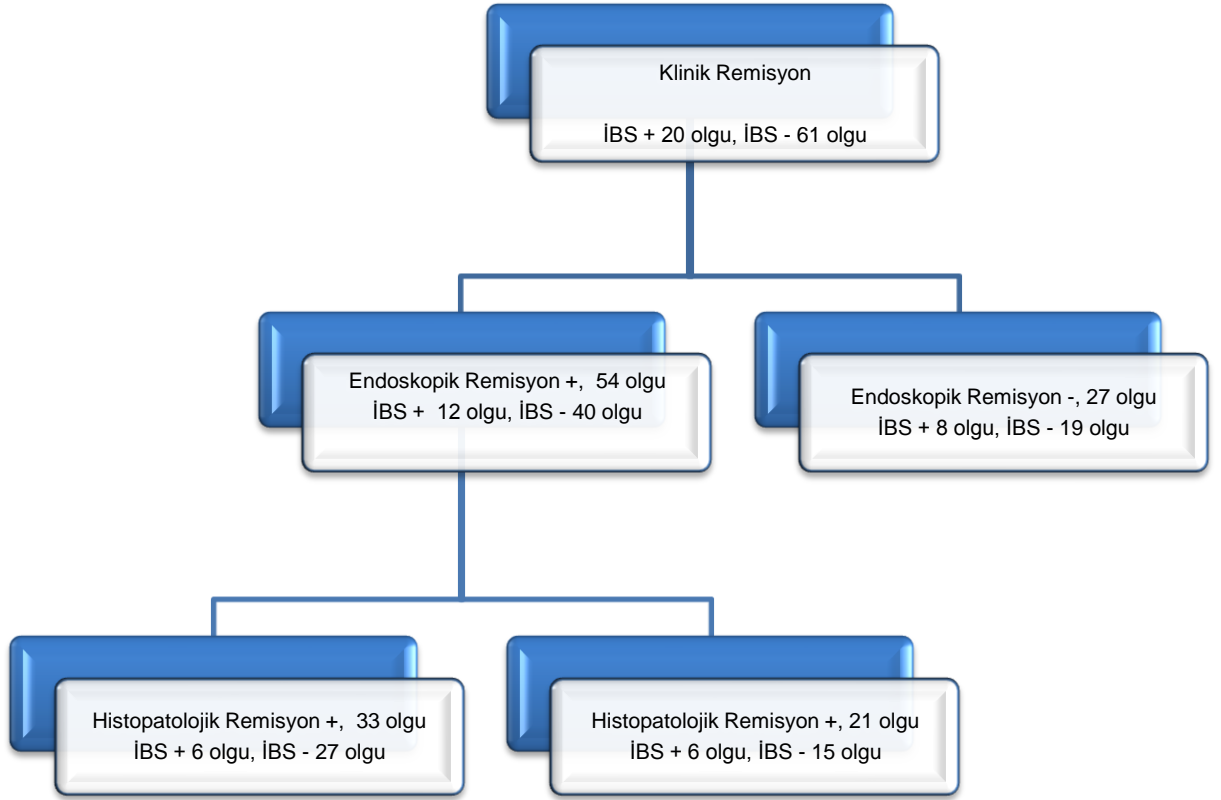 Klinik Remisyon
İBS + 20 olgu, İBS - 61 olgu
Endoskopik Remisyon +, 54 olgu
İBS + 12 olgu, İBS - 40 olgu
Endoskopik Remisyon -, 27 olgu
İBS + 8 olgu, İBS - 19 olgu
Histopatolojik Remisyon +, 33 olgu
İBS + 6 olgu, İBS - 27 olgu
Histopatolojik Remisyon +, 21 olgu
İBS + 6 olgu, İBS - 15 olgu